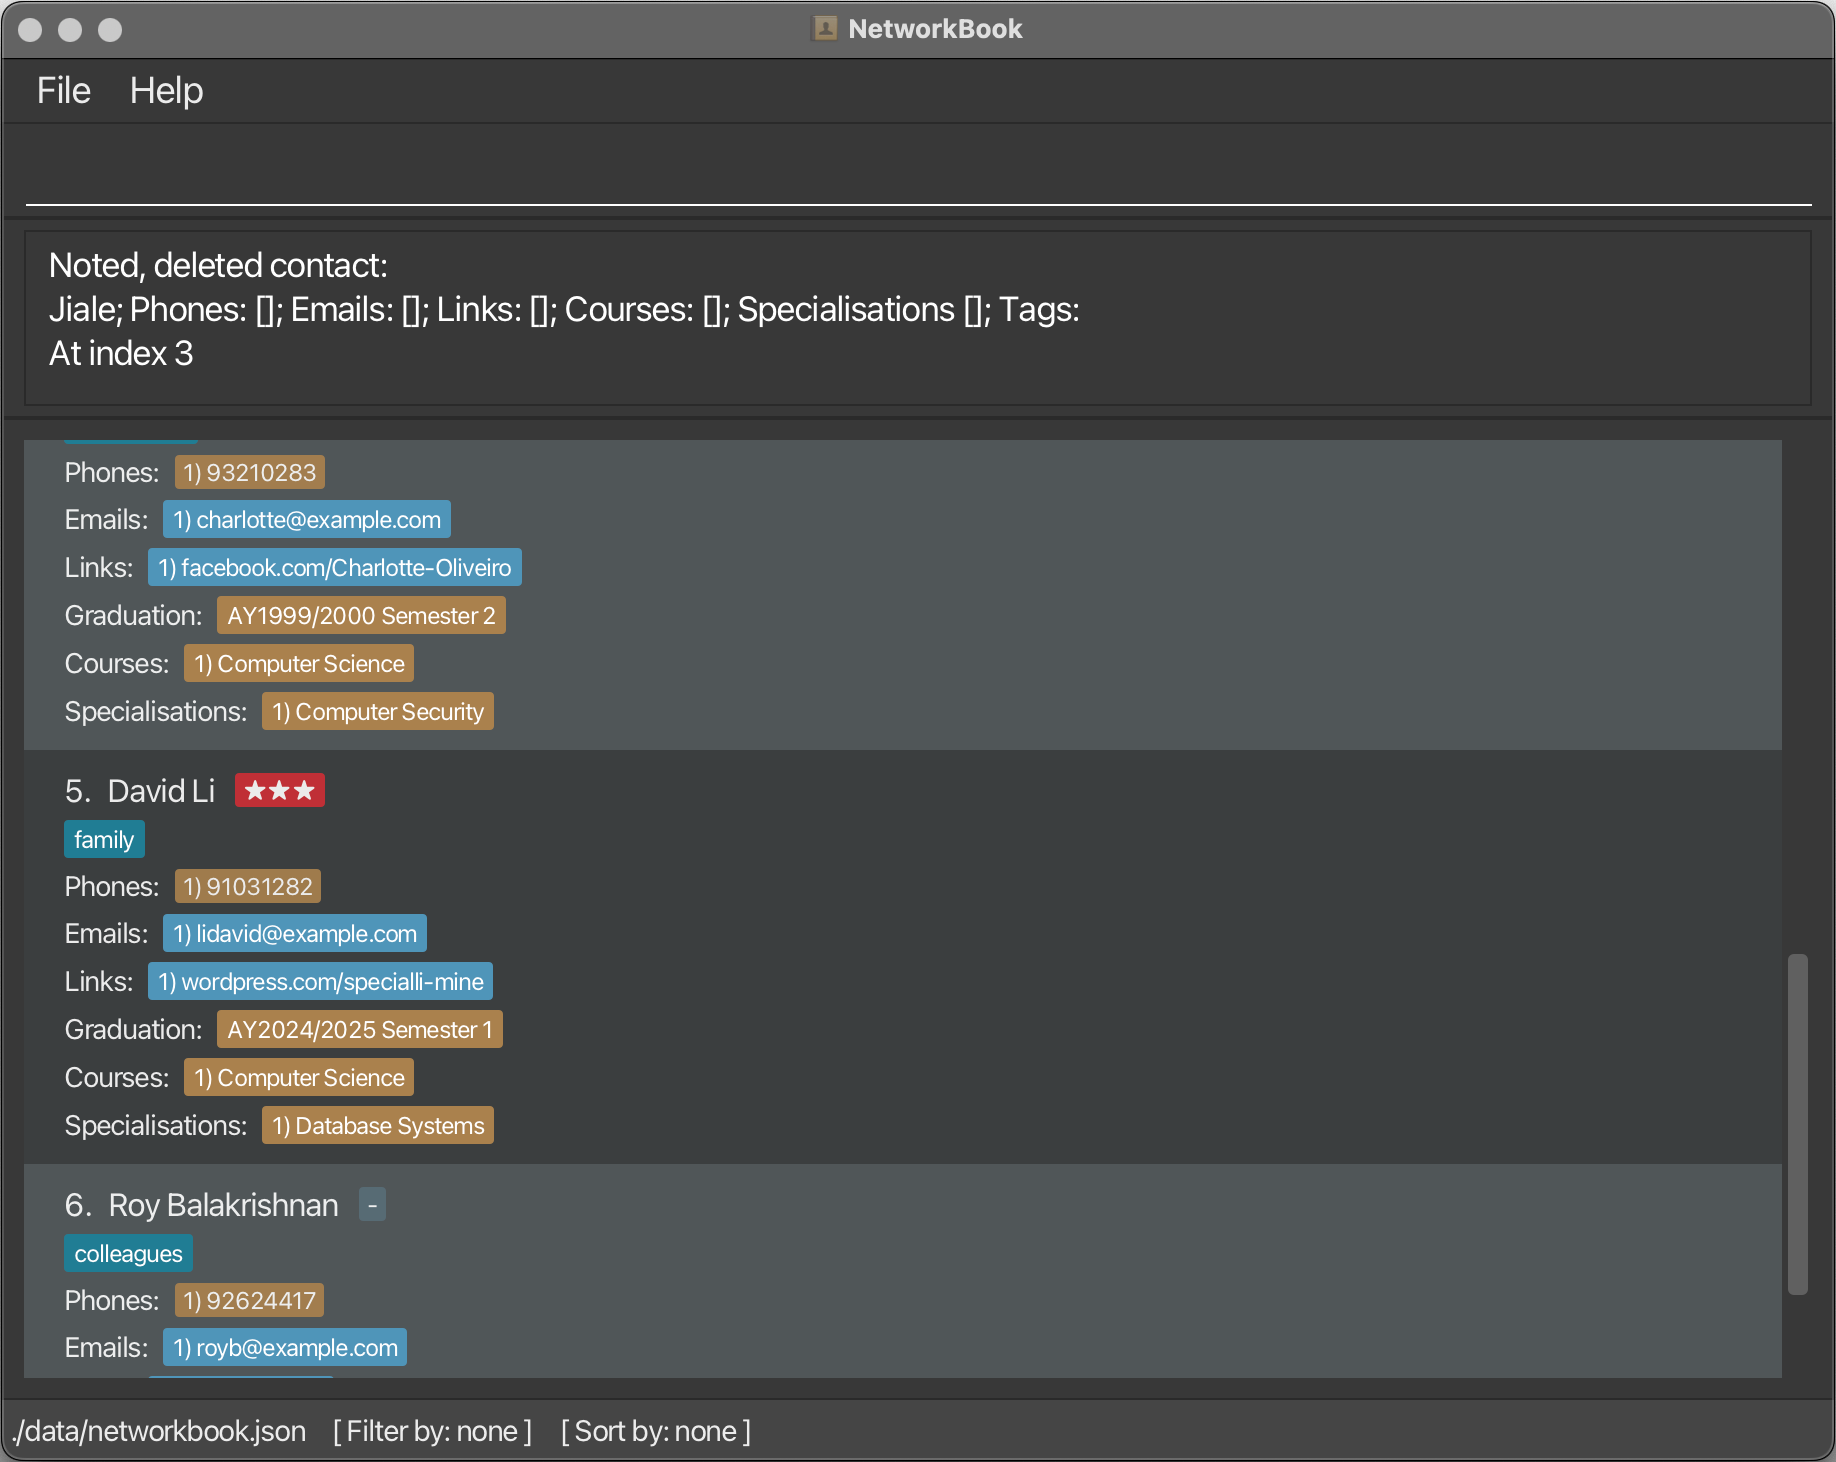 NetworkBook
File Help
Noted, deleted contact:
Jiale; Phones: []; Emails: []; Links: []; Courses: []; Specialisations []; Tags:
At index 3
Phones: 1) 93210283
Emails: 1) charlotte@example.com
Links: 1) facebook.com/Charlotte-Oliveiro
Graduation: AY1999/2000 Semester 2
Courses: 1) Computer Science
Specialisations: 1) Computer Security
5. David Li ★★★
family
Phones: 1) 91031282
Emails: 1) lidavid@example.com
Links: 1) wordpress.com/specialli-mine
Graduation: AY2024/2025 Semester 1
Courses: 1) Computer Science
Specialisations: 1) Database Systems
6. Roy Balakrishnan -
colleagues
Phones: 1) 92624417
Emails: 1) royb@example.com
./data/networkbook.json [ Filter by: none ] [ Sort by: none ]